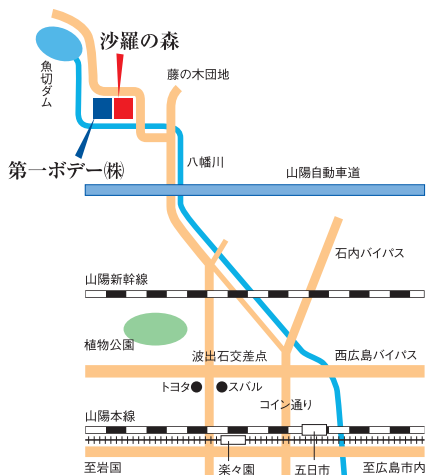 沙羅の森
魚切ダム
藤の木団地
第一ボデー㈱
八幡川
山陽自動車道
石内バイパス
山陽新幹線
植物公園
波出石交差点
西広島バイパス
トヨタ
スバル
コイン通り
山陽本線
至岩国
楽々園
五日市
至広島市内